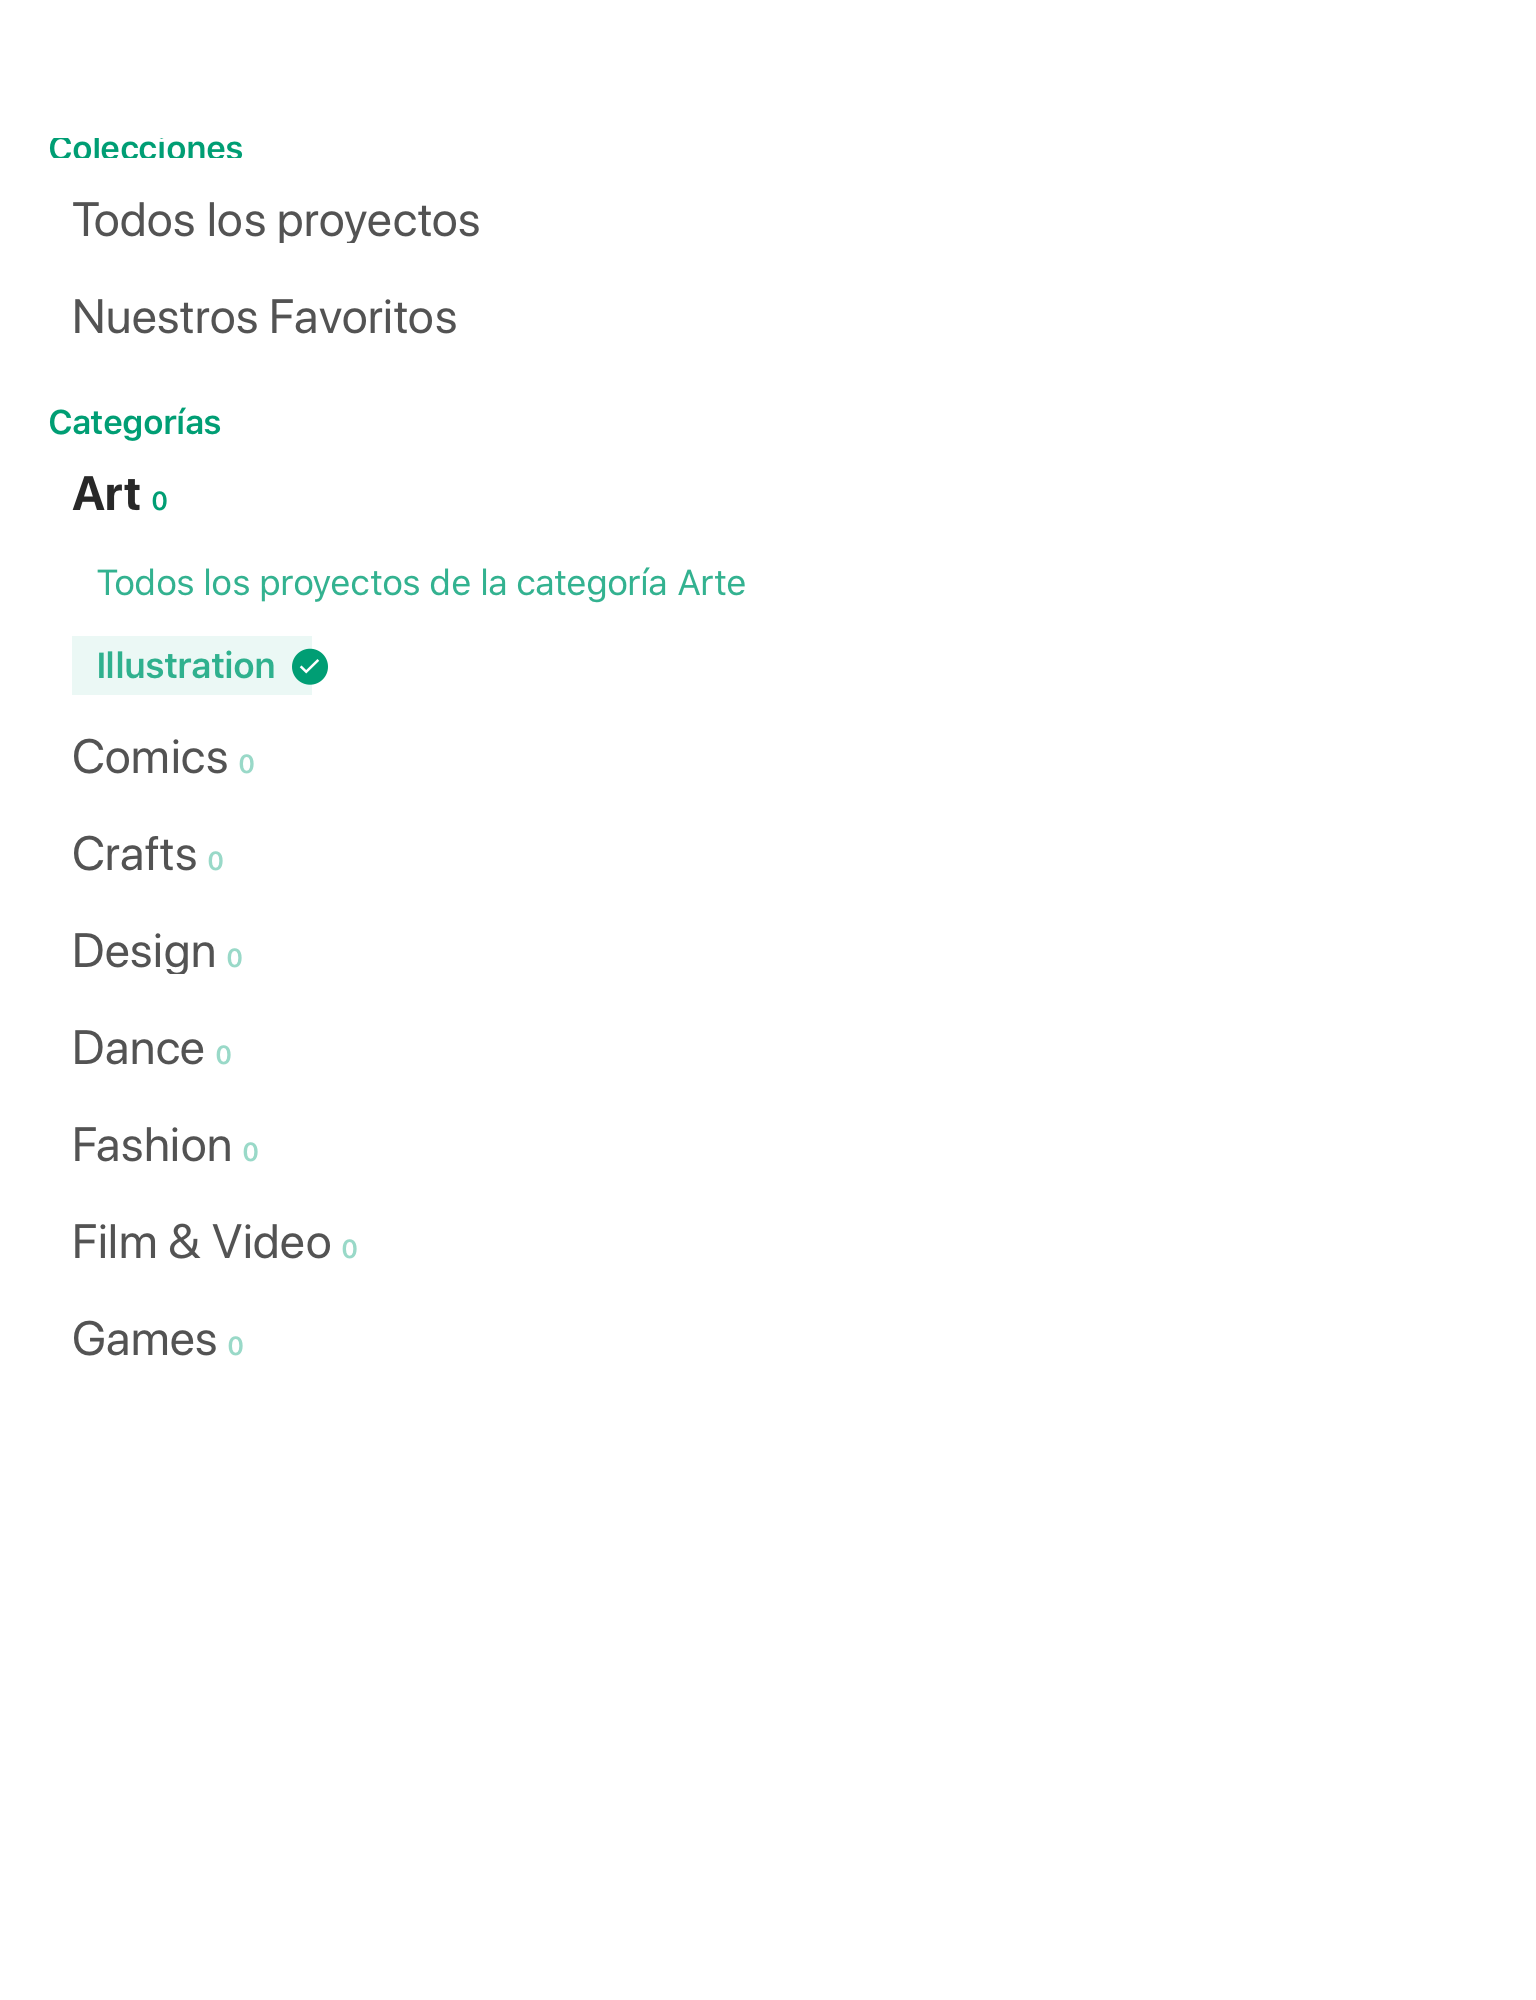 Colecciones
Todos los proyectos
Nuestros Favoritos
Categorías
Art 0
Todos los proyectos de la categoría Arte
Illustration
Comics 0
Crafts 0
Design 0
Dance 0
Fashion 0
Film & Video 0
Games 0